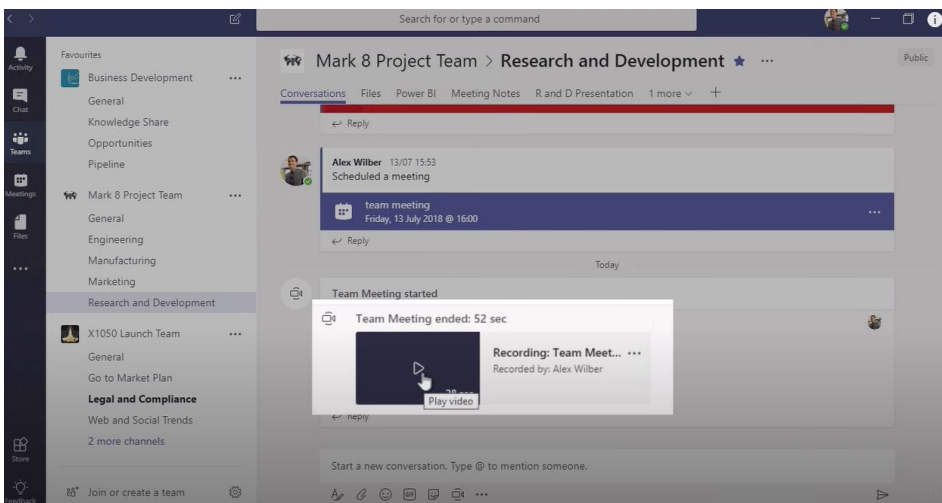 Search for or type a command
Activity
Chat
Teams
Meetings
Files
Store
Feedback
Favourites
Business Development
General
Knowledge Share
Opportunities
Pipeline
Mark 8 Project Team
General
Engineering
Manufacturing
Marketing
Research and Development
X1050 Launch Team
General
Go to Market Plan
Legal and Compliance
Web and Social Trends
2 more channels
Join or create a team
Mark 8 Project Team > Research and Development
Public
Conversations Files Power BI Meeting Notes R and D Presentation 1 more
Reply
Alex Wilber 13/07 15:53
Scheduled a meeting
team meeting
Friday, 13 July 2018 @ 16:00
Reply
Today
Team Meeting started
Team Meeting ended: 52 sec
Recording: Team Meet...
Recorded by: Alex Wilber
Play video
Reply
Start a new conversation. Type @ to mention someone.
GIF